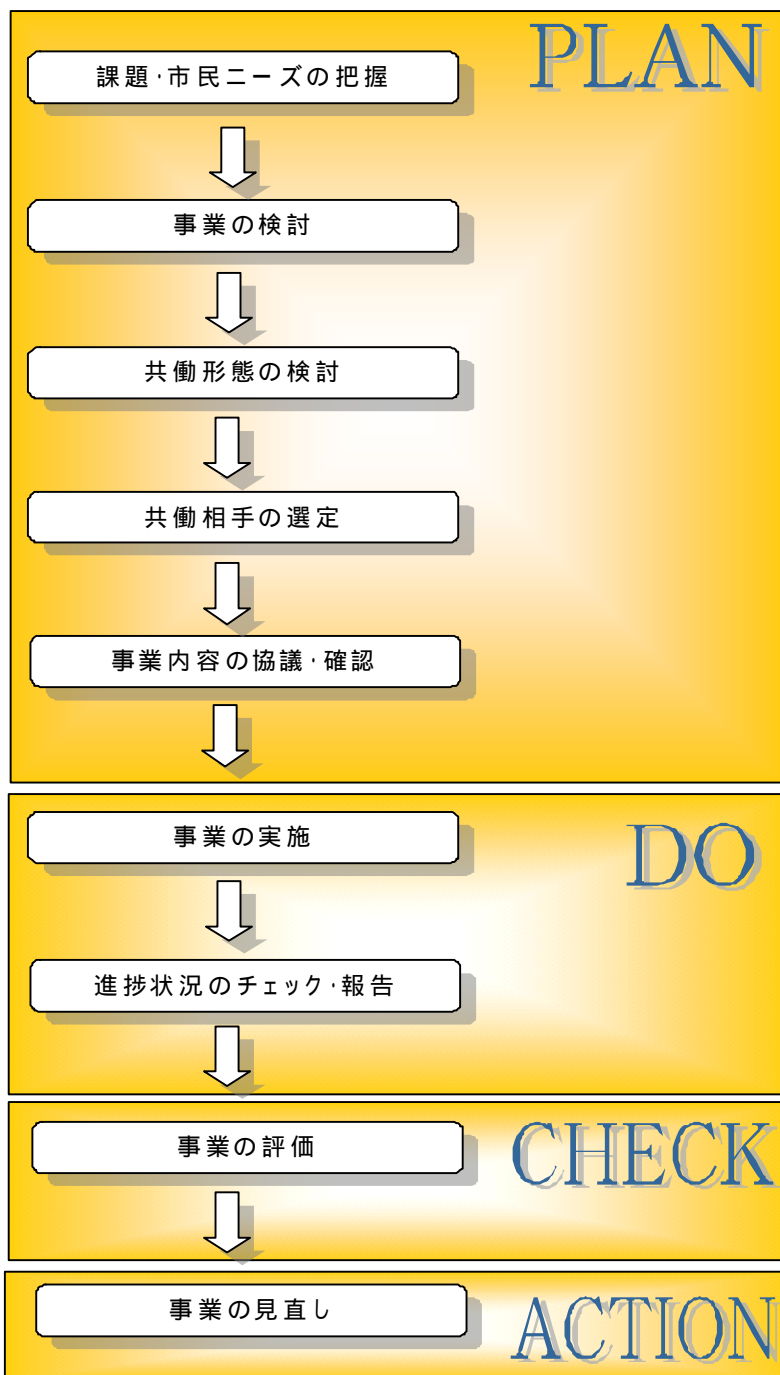 PLAN
課題・市民ニーズの把握
事業の検討
共働形態の検討
共働相手の選定
事業内容の協議・確認
DO
事業の実施
進捗状況のチェック・報告
CHECK
事業の評価
ACTION
事業の見直し